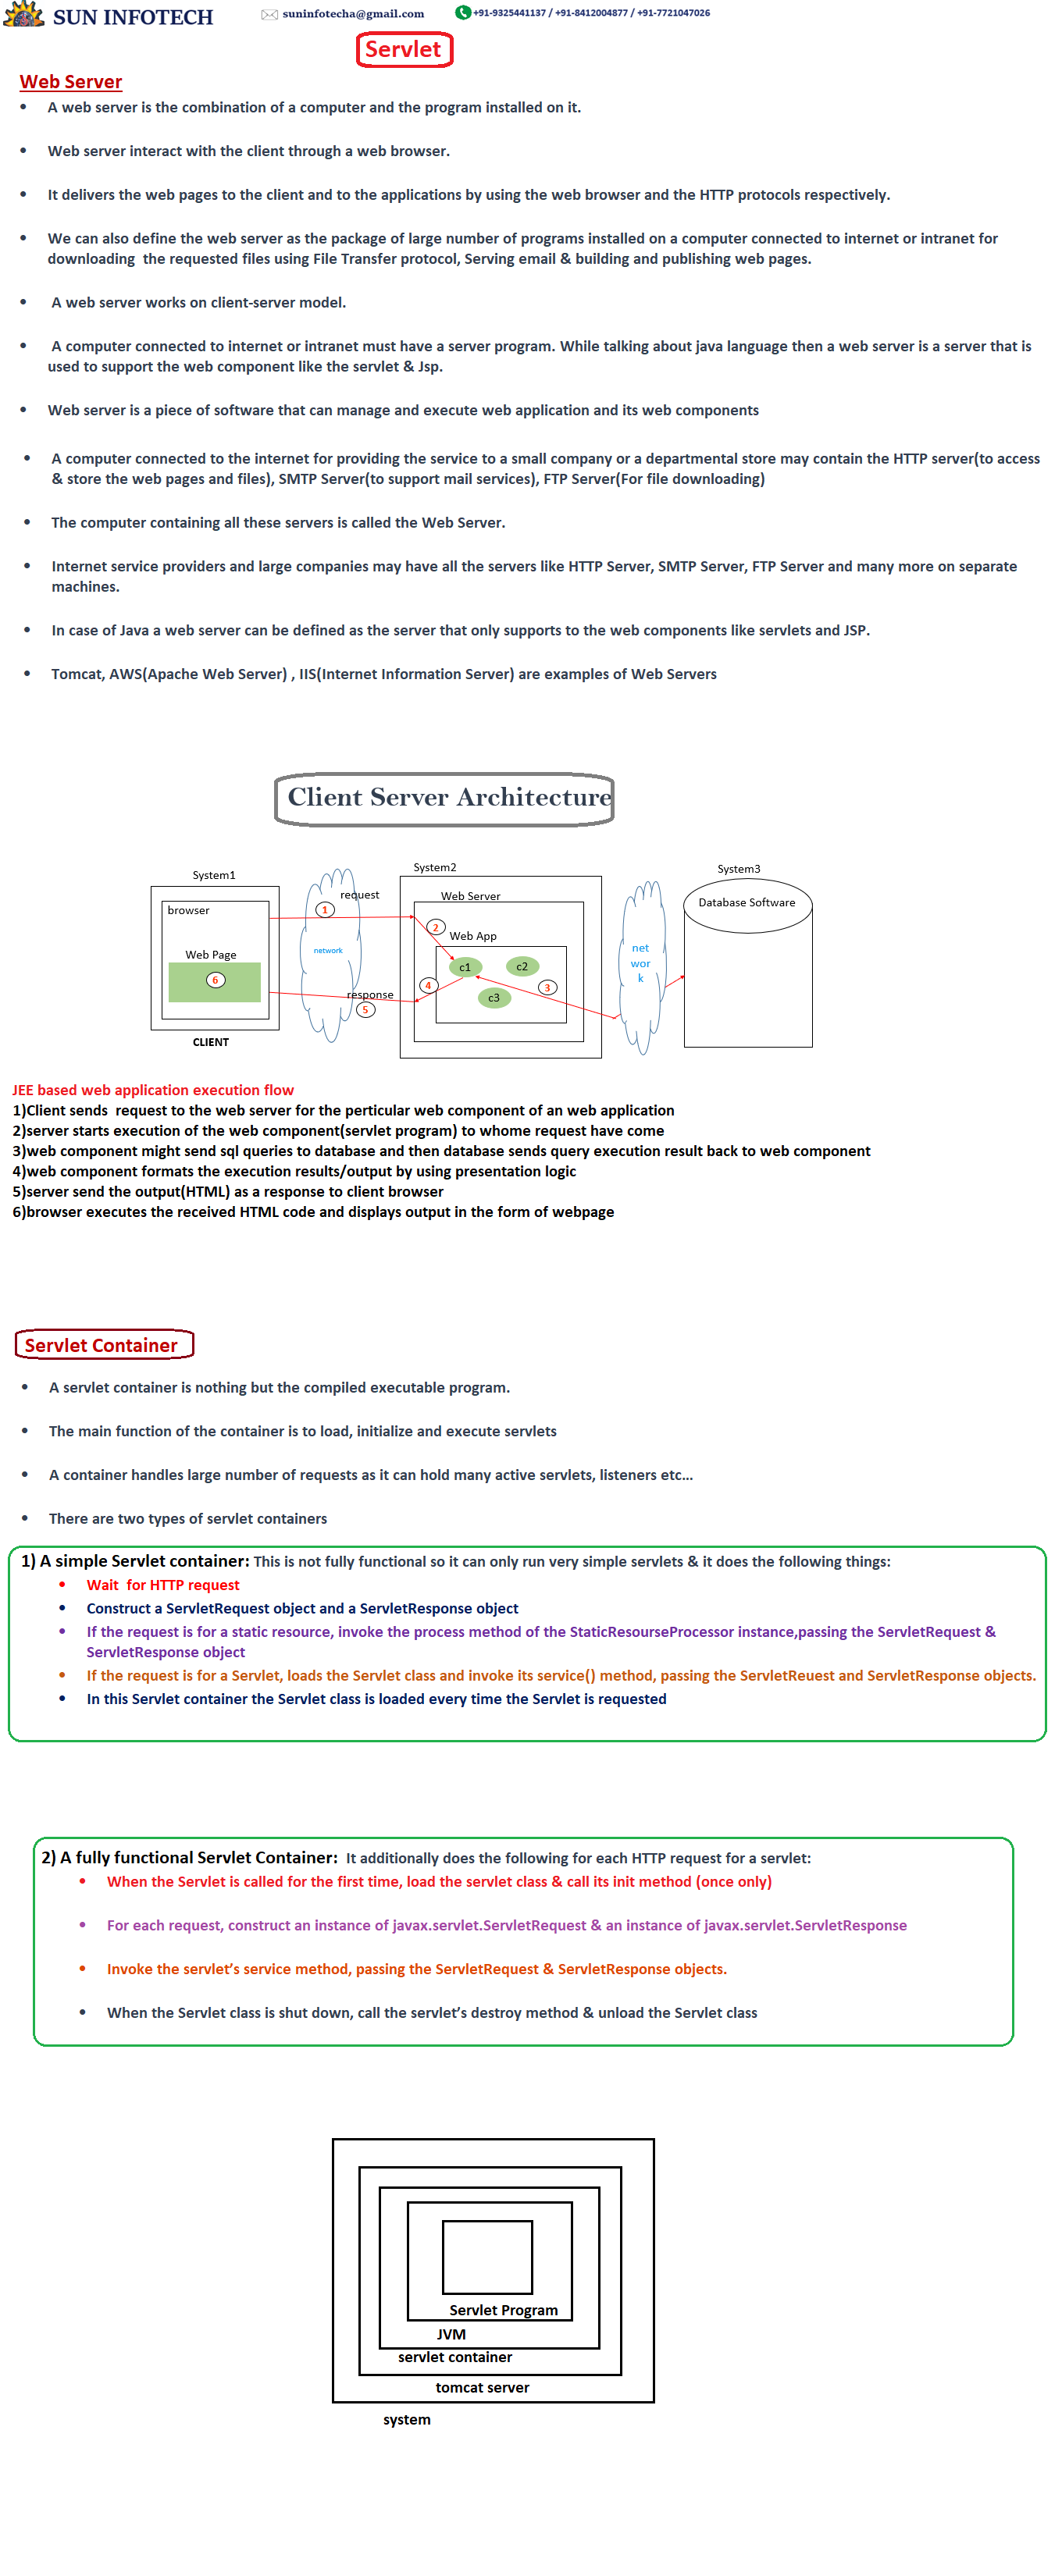 SUN INFOTECH suninfotecha@gmail.com +91-9325441137 / +91-8412004877 / +91-7721047026
Servlet
Web Server
• A web server is the combination of a computer and the program installed on it.
• Web server interact with the client through a web browser.
• It delivers the web pages to the client and to the applications by using the web browser and the HTTP protocols respectively.
• We can also define the web server as the package of large number of programs installed on a computer connected to internet or intranet for
downloading the requested files using File Transfer protocol, Serving email & building and publishing web pages.
• A web server works on client-server model.
• A computer connected to internet or intranet must have a server program. While talking about java language then a web server is a server that is
used to support the web component like the servlet & Jsp.
• Web server is a piece of software that can manage and execute web application and its web components
• A computer connected to the internet for providing the service to a small company or a departmental store may contain the HTTP server(to access
& store the web pages and files), SMTP Server(to support mail services), FTP Server(For file downloading)
• The computer containing all these servers is called the Web Server.
• Internet service providers and large companies may have all the servers like HTTP Server, SMTP Server, FTP Server and many more on separate
machines.
• In case of Java a web server can be defined as the server that only supports to the web components like servlets and JSP.
• Tomcat, AWS(Apache Web Server) , IIS(Internet Information Server) are examples of Web Servers
Client Server Architecture
System1
browser
Web Page
6
CLIENT
request
1
network
response
5
System2
Web Server
2
Web App
c1
c2
c3
4
3
net
wor
k
System3
Database Software
JEE based web application execution flow
1)Client sends request to the web server for the perticular web component of an web application
2)server starts execution of the web component(servlet program) to whome request have come
3)web component might send sql queries to database and then database sends query execution result back to web component
4)web component formats the execution results/output by using presentation logic
5)server send the output(HTML) as a response to client browser
6)browser executes the received HTML code and displays output in the form of webpage
Servlet Container
• A servlet container is nothing but the compiled executable program.
• The main function of the container is to load, initialize and execute servlets
• A container handles large number of requests as it can hold many active servlets, listeners etc...
• There are two types of servlet containers
1) A simple Servlet container: This is not fully functional so it can only run very simple servlets & it does the following things:
• Wait for HTTP request
• Construct a ServletRequest object and a ServletResponse object
• If the request is for a static resource, invoke the process method of the StaticResourseProcessor instance,passing the ServletRequest &
ServletResponse object
• If the request is for a Servlet, loads the Servlet class and invoke its service() method, passing the ServletReuest and ServletResponse objects.
• In this Servlet container the Servlet class is loaded every time the Servlet is requested
2) A fully functional Servlet Container: It additionally does the following for each HTTP request for a servlet:
• When the Servlet is called for the first time, load the servlet class & call its init method (once only)
• For each request, construct an instance of javax.servlet.ServletRequest & an instance of javax.servlet.ServletResponse
• Invoke the servlet's service method, passing the ServletRequest & ServletResponse objects.
• When the Servlet class is shut down, call the servlet's destroy method & unload the Servlet class
Servlet Program
JVM
servlet container
tomcat server
system